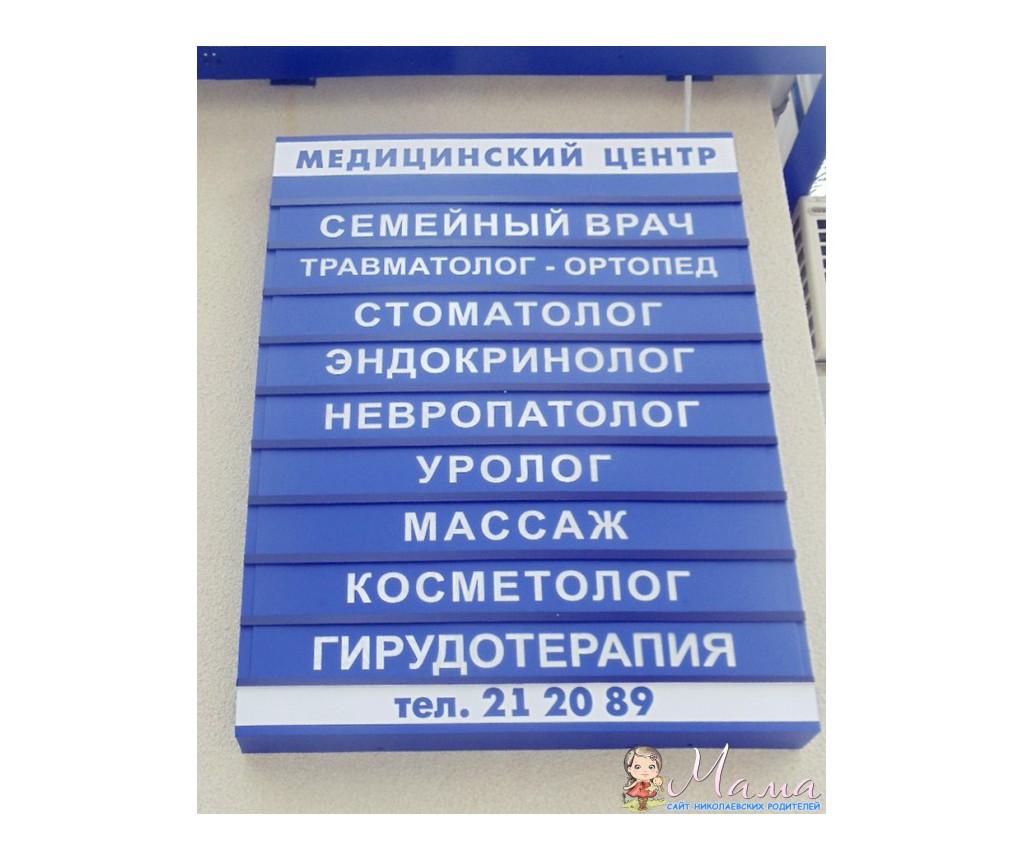 МЕДИЦИНСКИЙ ЦЕНТР
СЕМЕЙНЫЙ ВРАЧ
ТРАВМАТОЛОГ - ОРТОПЕД
СТОМАТОЛОГ
ЭНДОКРИНОЛОГ
НЕВРОПАТОЛОГ
УРОЛОГ
МАССАЖ
КОСМЕТОЛОГ
ГИРУДОТЕРАПИЯ
тел. 21 20 89
Мама
САЙТ НИКОЛАЕВСКИХ РОДИТЕЛЕЙ